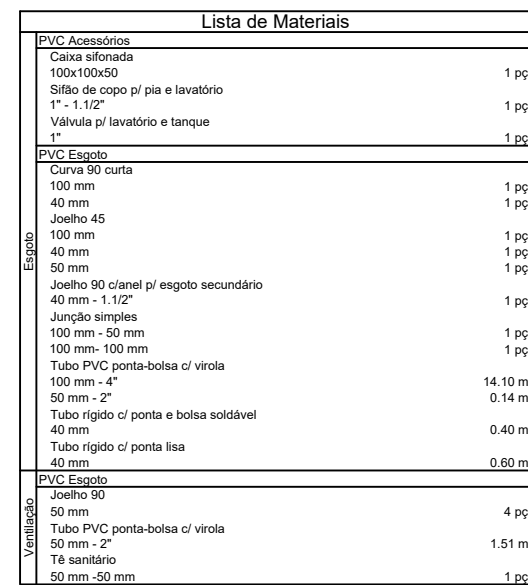 Lista de Materiais
Esgoto
PVC Acessórios
Caixa sifonada
100x100x50 1 pç
Sifão de copo p/ pia e lavatório
1" - 1.1/2" 1 pç
Válvula p/ lavatório e tanque
1" 1 pç
PVC Esgoto
Curva 90 curta
100 mm 1 pç
40 mm 1 pç
Joelho 45
100 mm 1 pç
40 mm 1 pç
50 mm 1 pç
Joelho 90 c/anel p/ esgoto secundário
40 mm - 1.1/2" 1 pç
Junção simples
100 mm - 50 mm 1 pç
100 mm- 100 mm 1 pç
Tubo PVC ponta-bolsa c/ virola
100 mm - 4" 14.10 m
50 mm - 2" 0.14 m
Tubo rígido c/ ponta e bolsa soldável
40 mm 0.40 m
Tubo rígido c/ ponta lisa
40 mm 0.60 m
Ventilação
PVC Esgoto
Joelho 90
50 mm 4 pç
Tubo PVC ponta-bolsa c/ virola
50 mm - 2" 1.51 m
Tê sanitário
50 mm -50 mm 1 pç